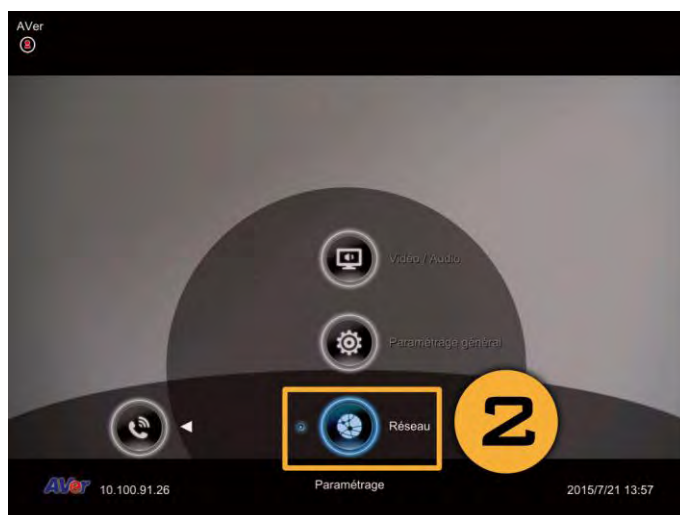 AVer
Vidéo / Audio
Paramétrage général
Réseau
2
AVer 10.100.91.26
Paramétrage
2015/7/21 13:57